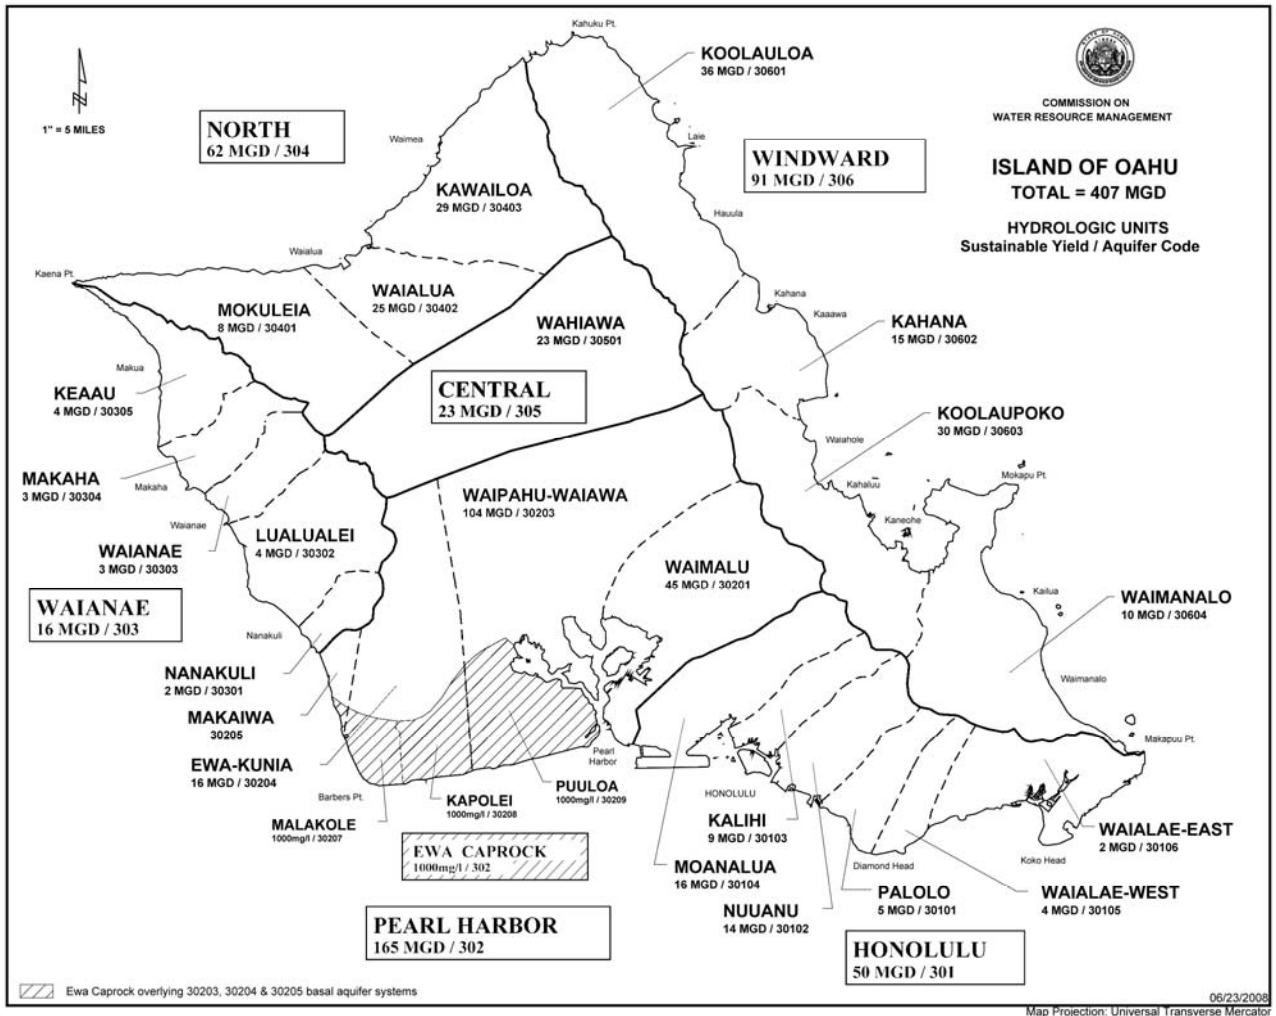 Kahuku Pt.
KOOLAULOA
36 MGD / 30601
1" = 5 MILES
COMMISSION ON
WATER RESOURCE MANAGEMENT
ISLAND OF OAHU
TOTAL = 407 MGD
HYDROLOGIC UNITS
Sustainable Yield / Aquifer Code
NORTH
62 MGD / 304
Waimea
Laie
WINDWARD
91 MGD / 306
KAWAILOA
29 MGD / 30403
Hauula
Waialua
Kaena Pt.
WAIALUA
25 MGD / 30402
MOKULEIA
8 MGD / 30401
WAHIAWA
23 MGD / 30501
Kahana
Kaaawa
KAHANA
15 MGD / 30602
Makua
KEAAU
4 MGD / 30305
CENTRAL
23 MGD / 305
KOOLAUPOKO
30 MGD / 30603
Waiahole
MAKAHA
3 MGD / 30304
Makaha
WAIPAHU-WAIAWA
104 MGD / 30203
Kahaluu
Mokapu Pt.
Waianae
Kaneohe
LUALUALEI
4 MGD / 30302
WAIANAE
3 MGD / 30303
WAIMALU
45 MGD / 30201
Kailua
WAIMANALO
10 MGD / 30604
WAIANAE
16 MGD / 303
Nanakuli
NANAKULI
2 MGD / 30301
Waimanalo
MAKAIWA
30205
Makapuu Pt.
EWA-KUNIA
16 MGD / 30204
Pearl
Harbor
Barbers Pt.
PUULOA
1000mg/l / 30209
KAPOLEI
1000mg/l / 30208
HONOLULU
MALAKOLE
1000mg/l / 30207
KALIHI
9 MGD / 30103
WAIALAE-EAST
2 MGD / 30106
EWA CAPROCK
1000mg/l / 302
MOANALUA
16 MGD / 30104
Diamond Head
Koko Head
NUUANU
14 MGD / 30102
PALOLO
5 MGD / 30101
WAIALAE-WEST
4 MGD / 30105
PEARL HARBOR
165 MGD / 302
HONOLULU
50 MGD / 301
Ewa Caprock overlying 30203, 30204 & 30205 basal aquifer systems
06/23/2008
Map Projection: Universal Transverse Mercator